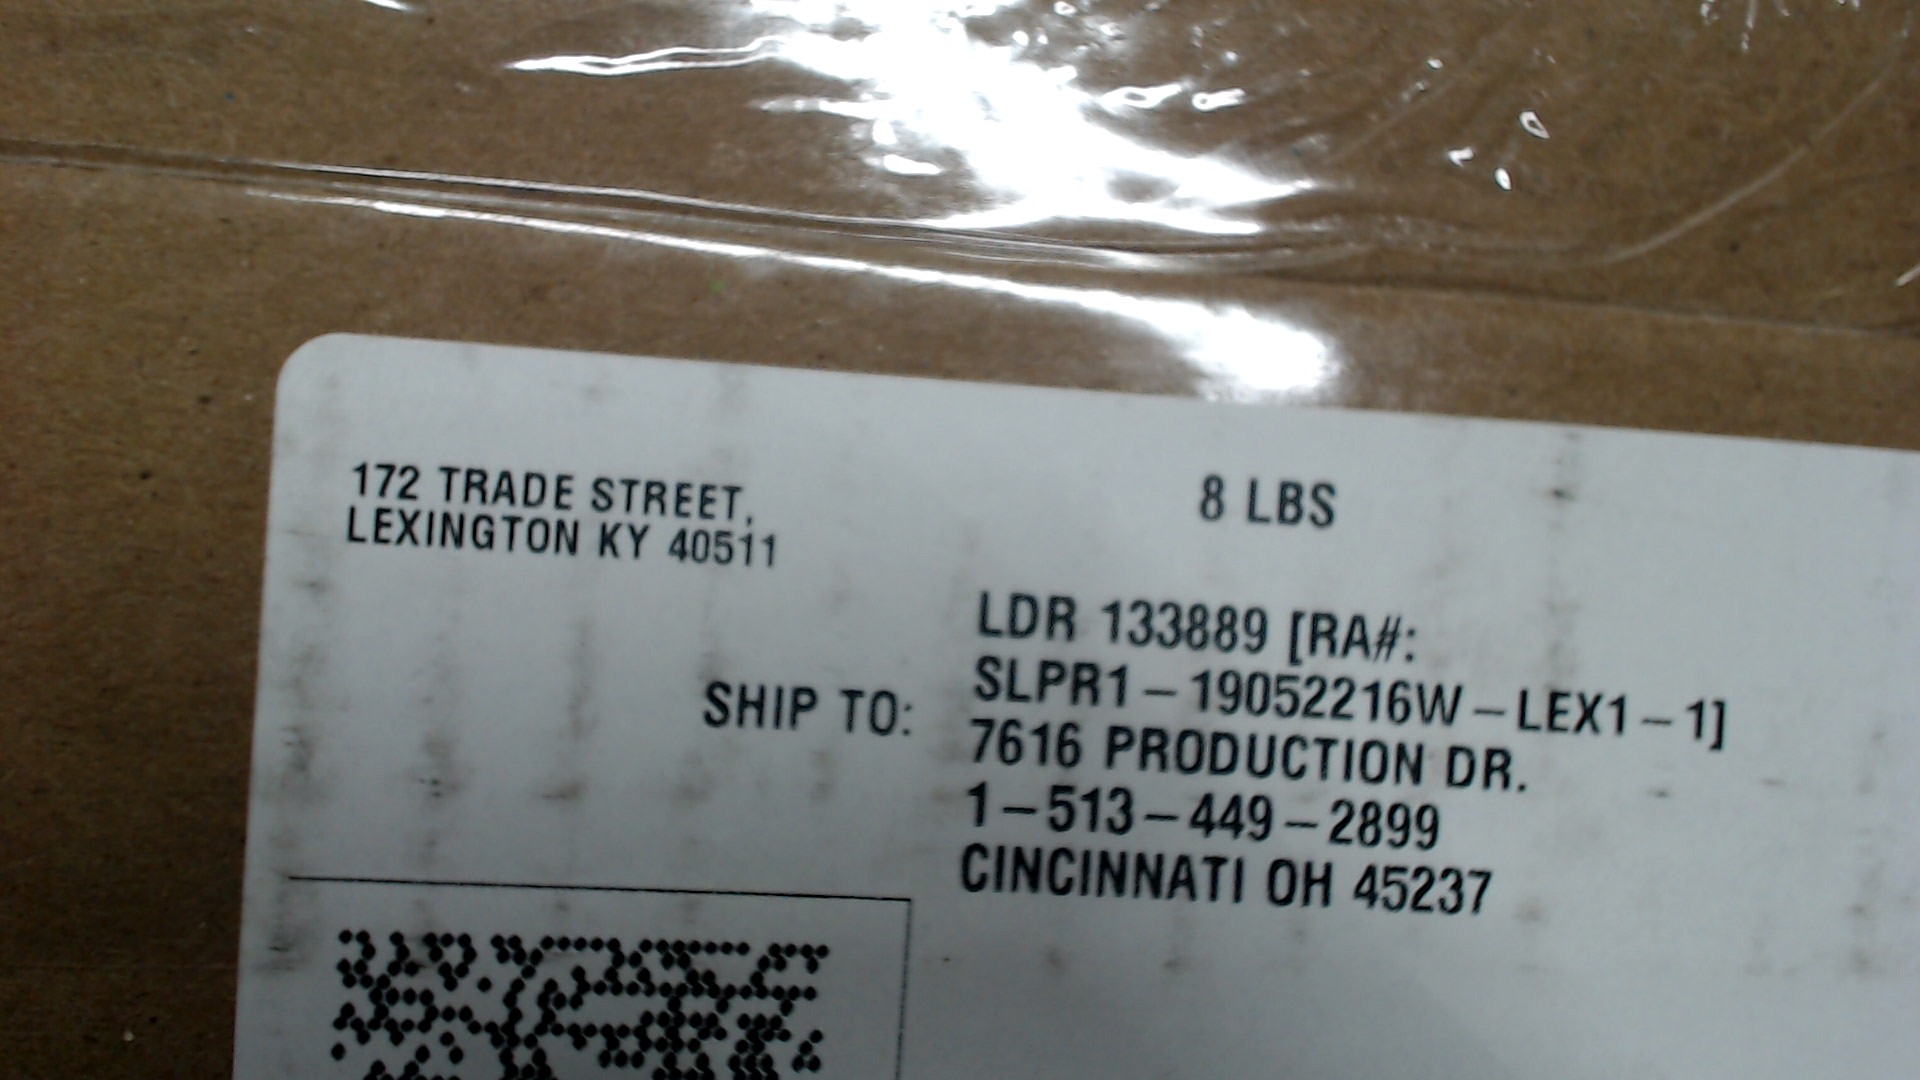 172 TRADE STREET,
LEXINGTON KY 40511
8 LBS
LDR 133889 [RA#:
SLPR1-19052216W-LEX1-1]
SHIP TO:
7616 PRODUCTION DR.
1-513-449-2899
CINCINNATI OH 45237